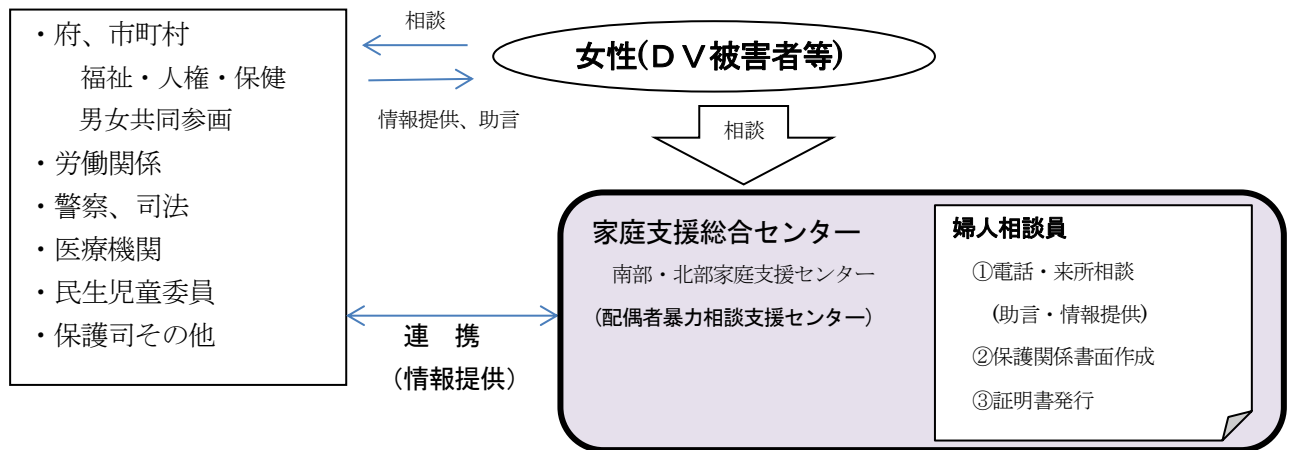 ・府、市町村
福祉・人権・保健
男女共同参画
・労働関係
・警察、司法
・医療機関
・民生児童委員
・保護司その他
相談
情報提供、助言
女性(ＤＶ被害者等)
相談
連　携
（情報提供）
家庭支援総合センター
南部・北部家庭支援センター
（配偶者暴力相談支援センター）
婦人相談員
①電話・来所相談
(助言・情報提供)
②保護関係書面作成
③証明書発行